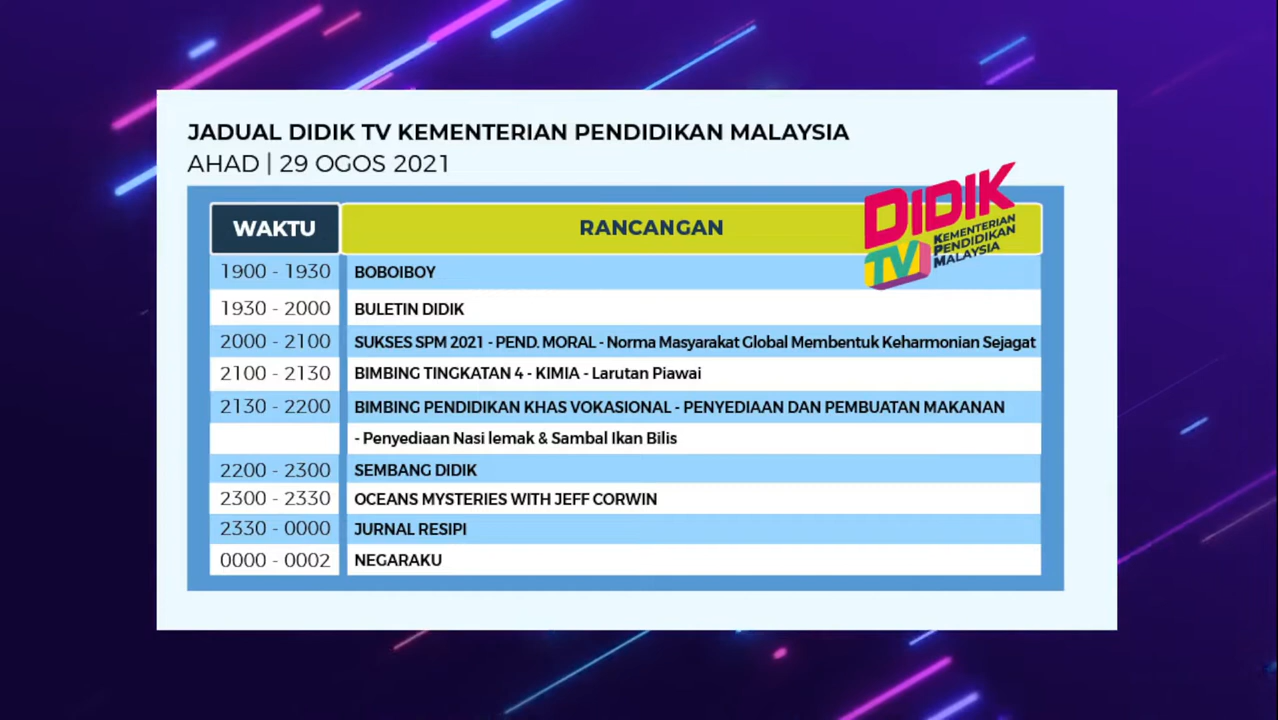 JADUAL DIDIK TV KEMENTERIAN PENDIDIKAN MALAYSIA
AHAD | 29 OGOS 2021
DIDIK
TV KEMENTERIAN
PENDIDIKAN
MALAYSIA
WAKTU RANCANGAN
1900 - 1930 BOBOIBOY
1930 - 2000 BULETIN DIDIK
2000 - 2100 SUKSES SPM 2021 - PEND. MORAL - Norma Masyarakat Global Membentuk Keharmonian Sejagat
2100 - 2130 BIMBING TINGKATAN 4 - KIMIA - Larutan Piawai
2130 - 2200 BIMBING PENDIDIKAN KHAS VOKASIONAL - PENYEDIAAN DAN PEMBUATAN MAKANAN
- Penyediaan Nasi lemak & Sambal Ikan Bilis
2200 - 2300 SEMBANG DIDIK
2300 - 2330 OCEANS MYSTERIES WITH JEFF CORWIN
2330 - 0000 JURNAL RESIPI
0000 - 0002 NEGARAKU